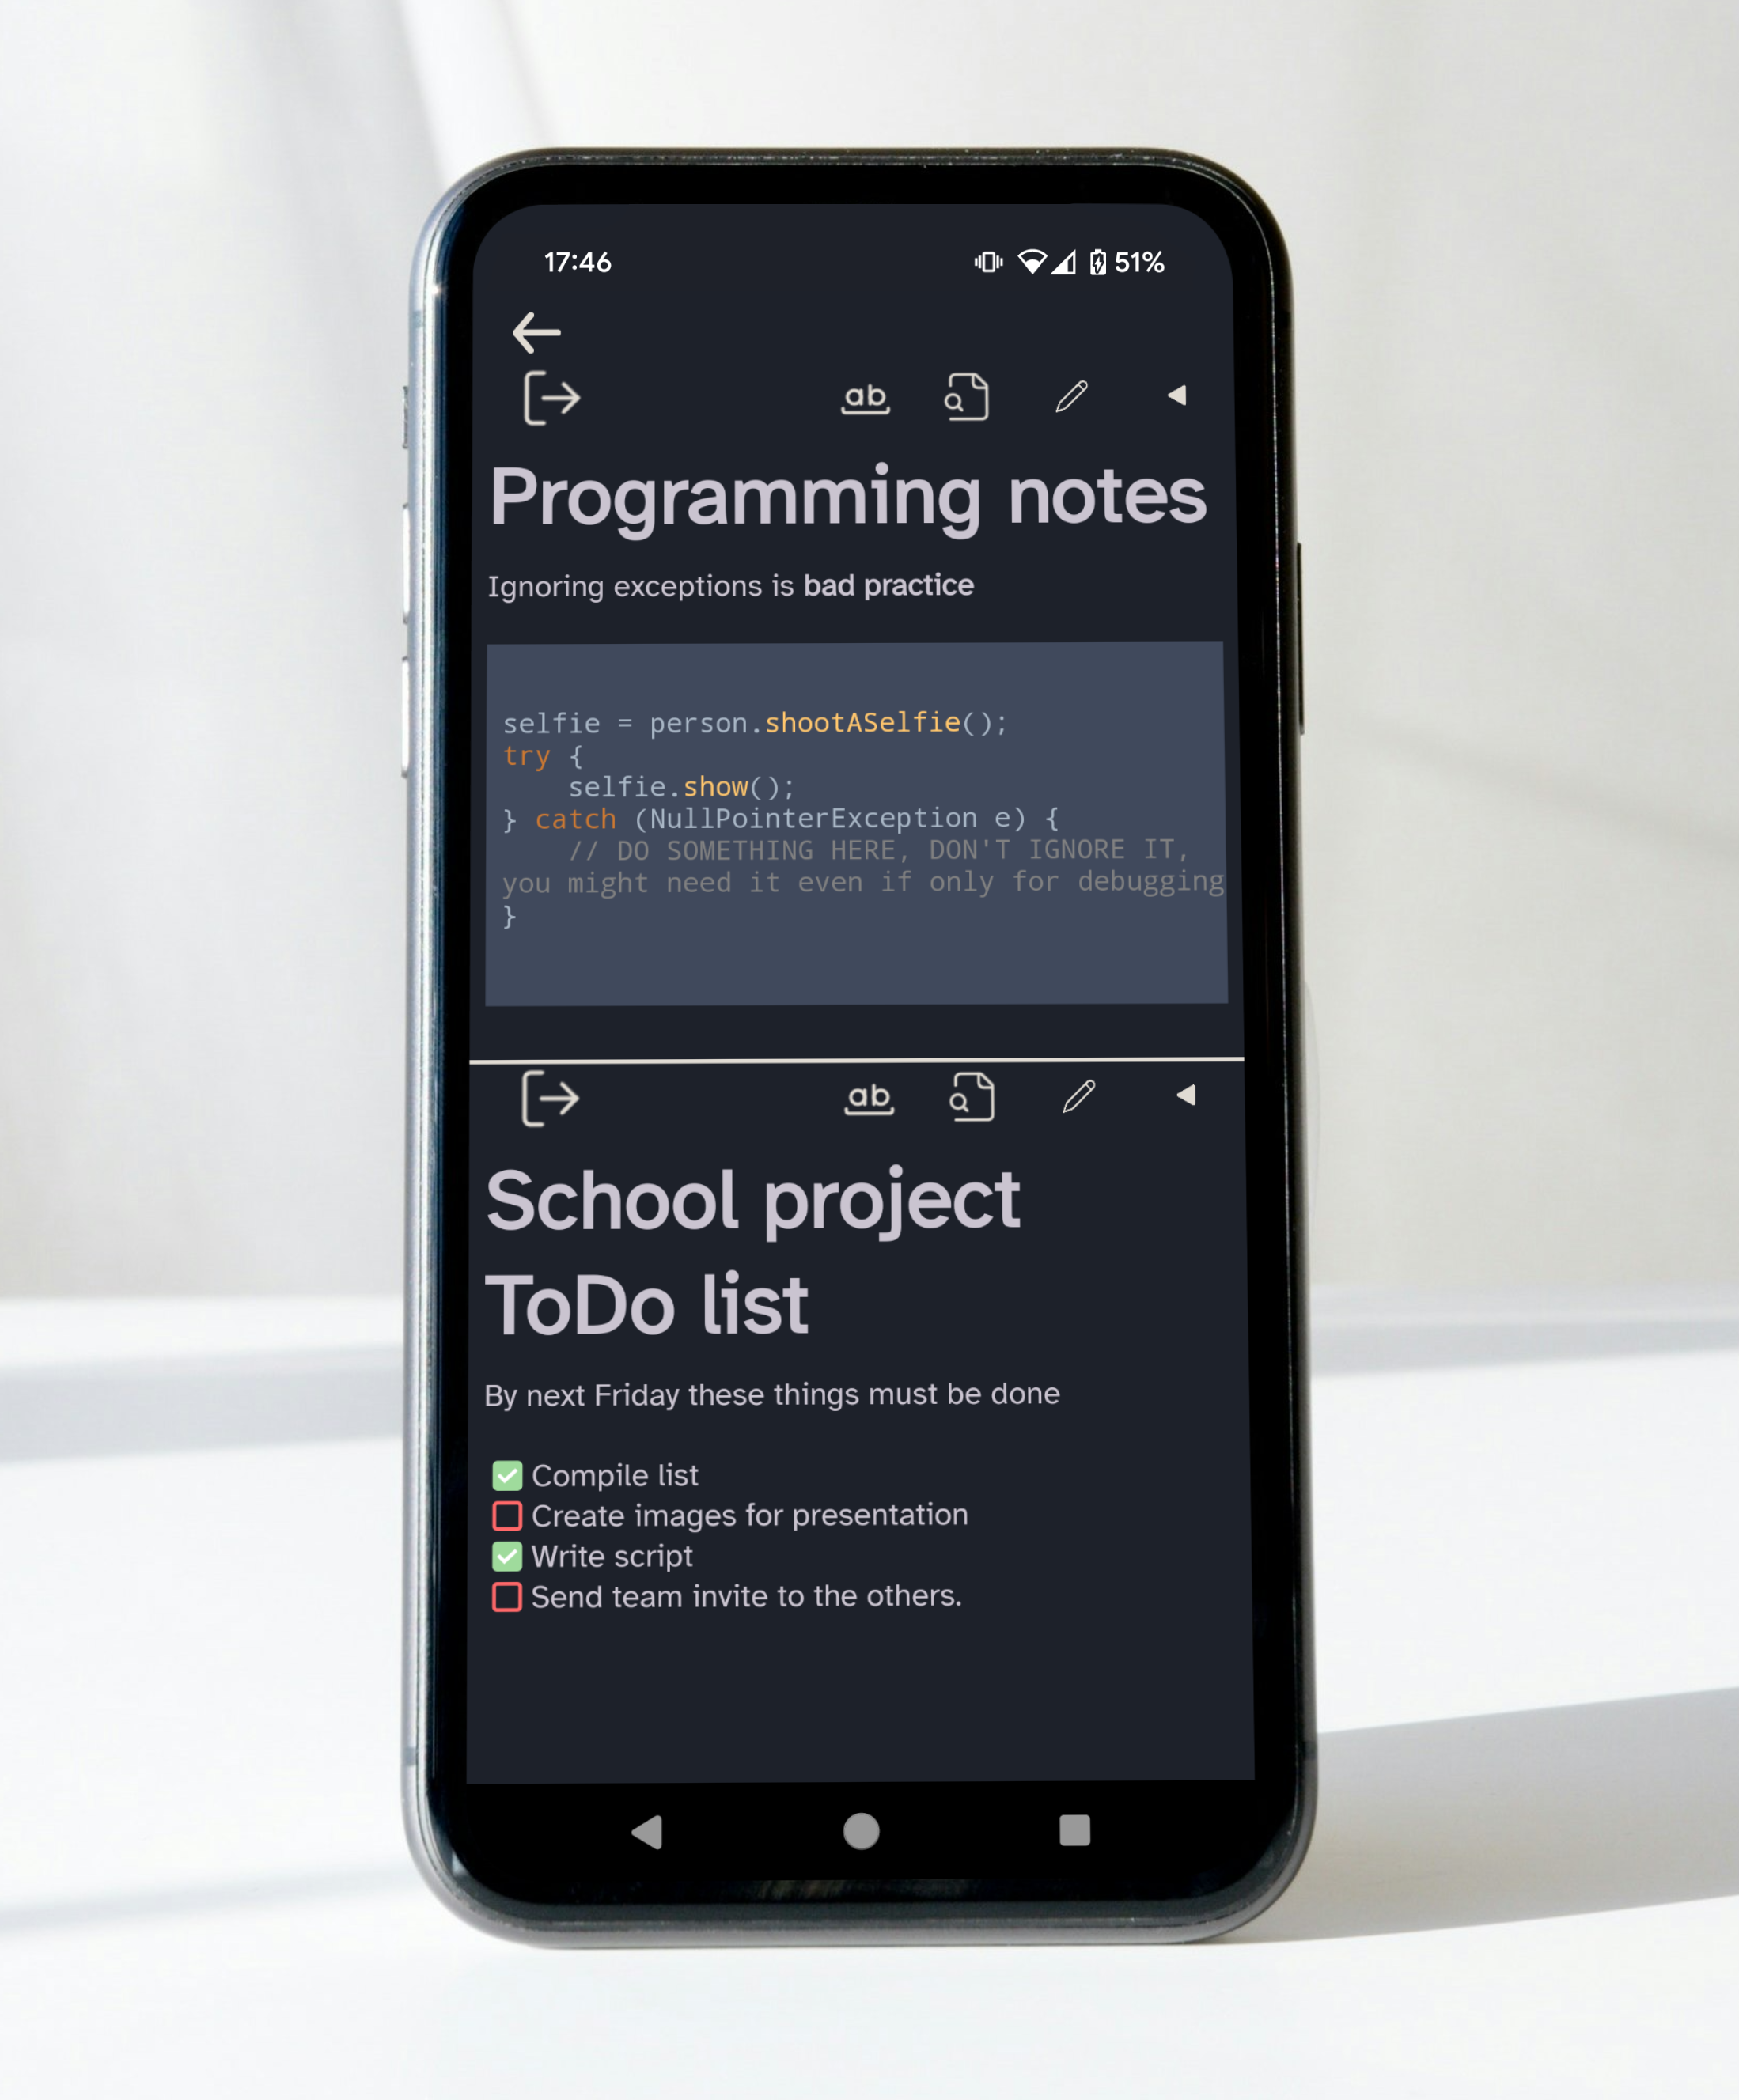 17:46 51%
ab
Programming notes
Ignoring exceptions is bad practice
selfie = person.shootASelfie();
try {
    selfie.show();
} catch (NullPointerException e) {
    // DO SOMETHING HERE, DON'T IGNORE IT,
you might need it even if only for debugging
}
ab
School project
ToDo list
By next Friday these things must be done
Compile list
Create images for presentation
Write script
Send team invite to the others.